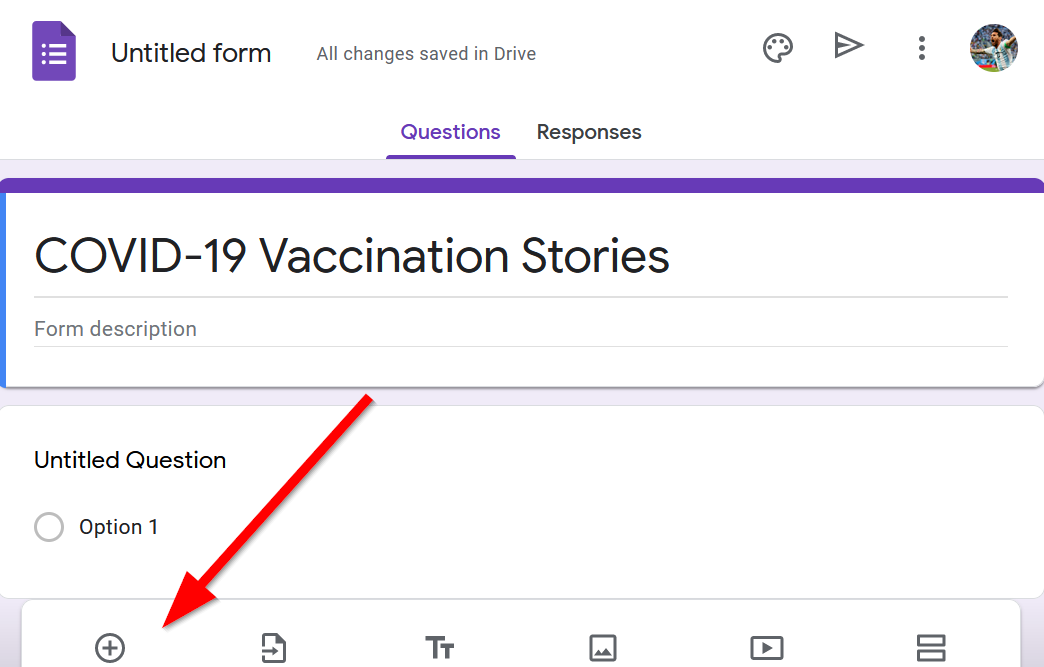 Untitled form All changes saved in Drive
Questions Responses
COVID-19 Vaccination Stories
Form description
Untitled Question
Option 1
Tт